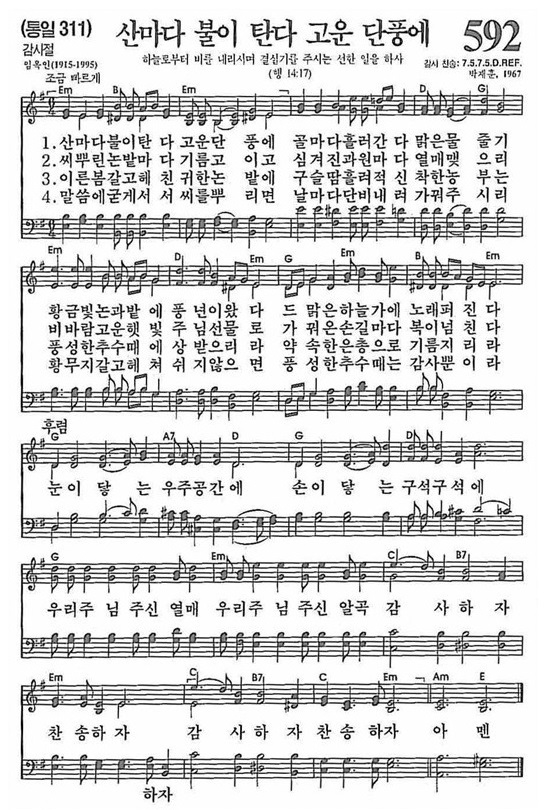 (통일 311) 산마다 불이 탄다 고운 단풍에 592
감사절
하늘로부터 비를 내리시며 결실기를 주시는 선한 일을 하사
임옥인(1915-1995) (행 14:17) 감사 찬송: 7.5.7.5.D.REF.
조금 빠르게 박재훈, 1967
Em B Em G
1.산마다불이탄 다 고운단 풍에 골마다흘러간 다 맑은물 줄기
2.씨뿌린논밭마 다 기름고 이고 심겨진과원마 다 열매맺 으리
3.이른봄갈고해 친 귀한논 밭에 구슬땀흘려적 신 착한농 부는
4.말씀에굳게서 서 씨를뿌 리면 날마다단비내 려 가꿔주 시리
Em B D Em G Em B Em
황금빛논과밭 에 풍 년이왔 다 드 맑은하늘가에 노래퍼 진다
비바람고운햇 빛 주 님선물 로 가 꿔온손길마다 복이넘 친다
풍성한추수때 에 상 받으리 라 약 속한은총으로 기름지 리라
황무지갈고헤 쳐 쉬 지않으 면 풍 성한추수때는 감사뿐 이라
후렴
G A7 D G D
눈이 닿 는 우주공간에 손이 닿 는 구석구석에
G Em C B7
우리주 님 주신 열매 우리주 님 주신 알곡 감 사하 자
Em C B7 C Em Am E
찬 송하자 감 사하 자 찬송하자 아 멘
하자